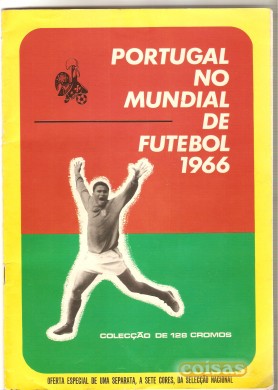 PORTUGAL
NO
MUNDIAL
DE
FUTEBOL
1966
COLECÇÃO DE 128 CROMOS
OFERTA ESPECIAL DE UMA SEPARATA, A SETE CORES, DA SELECÇÃO NACIONAL
coisas